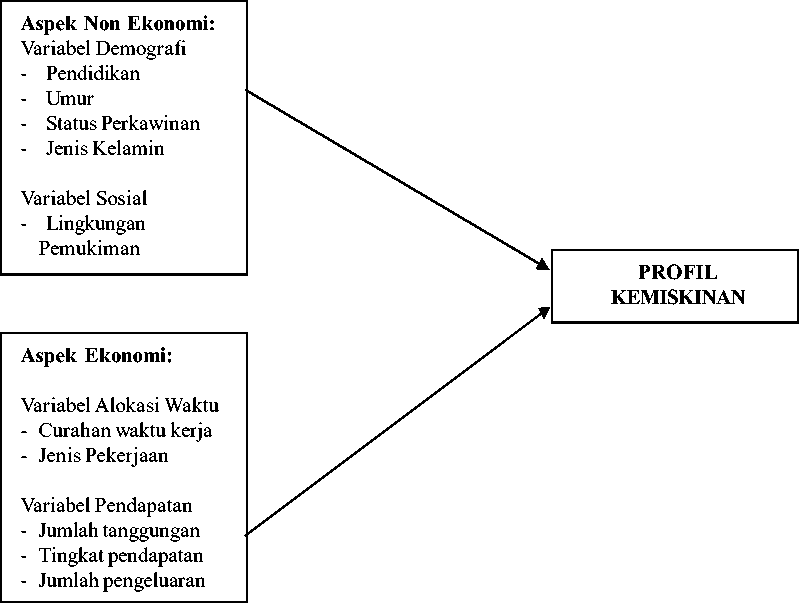 Aspek Non Ekonomi:
Variabel Demografi
- Pendidikan
- Umur
- Status Perkawinan
- Jenis Kelamin
Variabel Sosial
- Lingkungan
Pemukiman
PROFIL
KEMISKINAN
Aspek Ekonomi:
Variabel Alokasi Waktu
- Curahan waktu kerja
- Jenis Pekerjaan
Variabel Pendapatan
- Jumlah tanggungan
- Tingkat pendapatan
- Jumlah pengeluaran